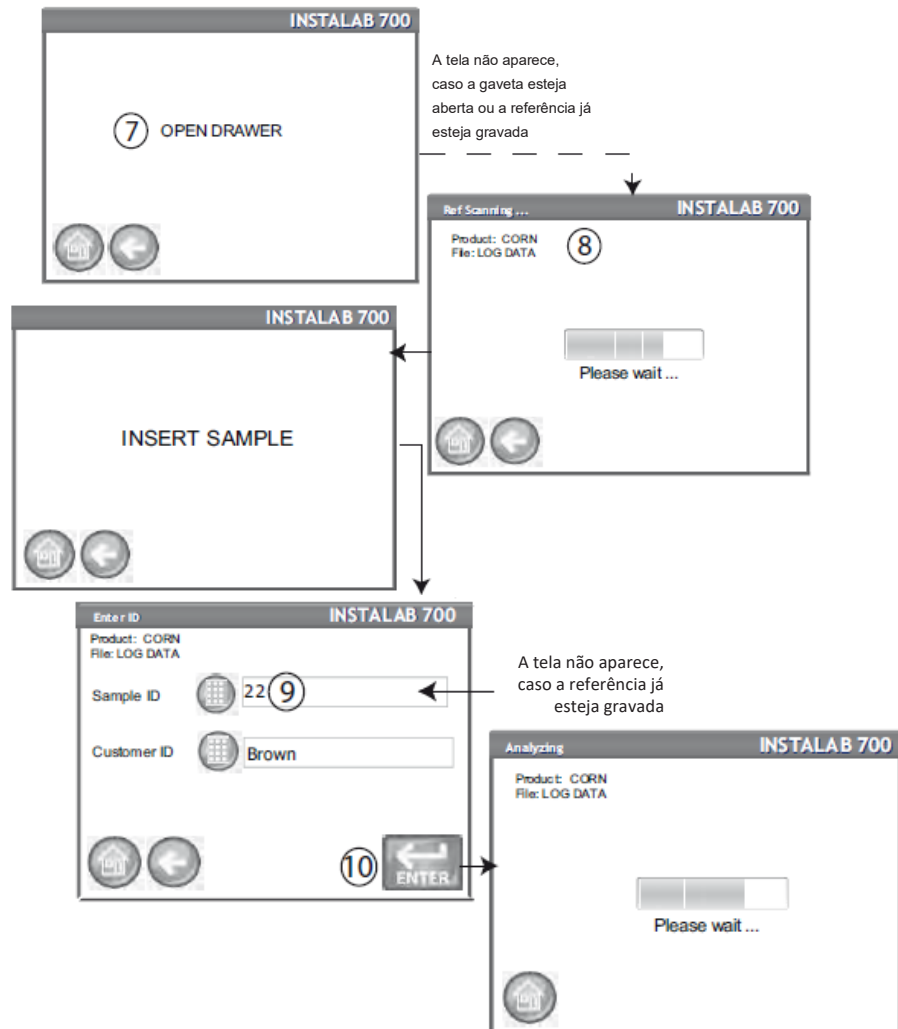 INSTALAB 700
7 OPEN DRAWER
A tela não aparece,
caso a gaveta esteja
aberta ou a referência já
esteja gravada
Ref Scanning ... INSTALAB 700
Product: CORN
File: LOG DATA
8
Please wait ...
INSTALAB 700
INSERT SAMPLE
Enter ID INSTALAB 700
Product: CORN
File: LOG DATA
Sample ID 22 9
Customer ID Brown
10 ENTER
A tela não aparece,
caso a referência já
esteja gravada
Analyzing INSTALAB 700
Product: CORN
File: LOG DATA
Please wait ...